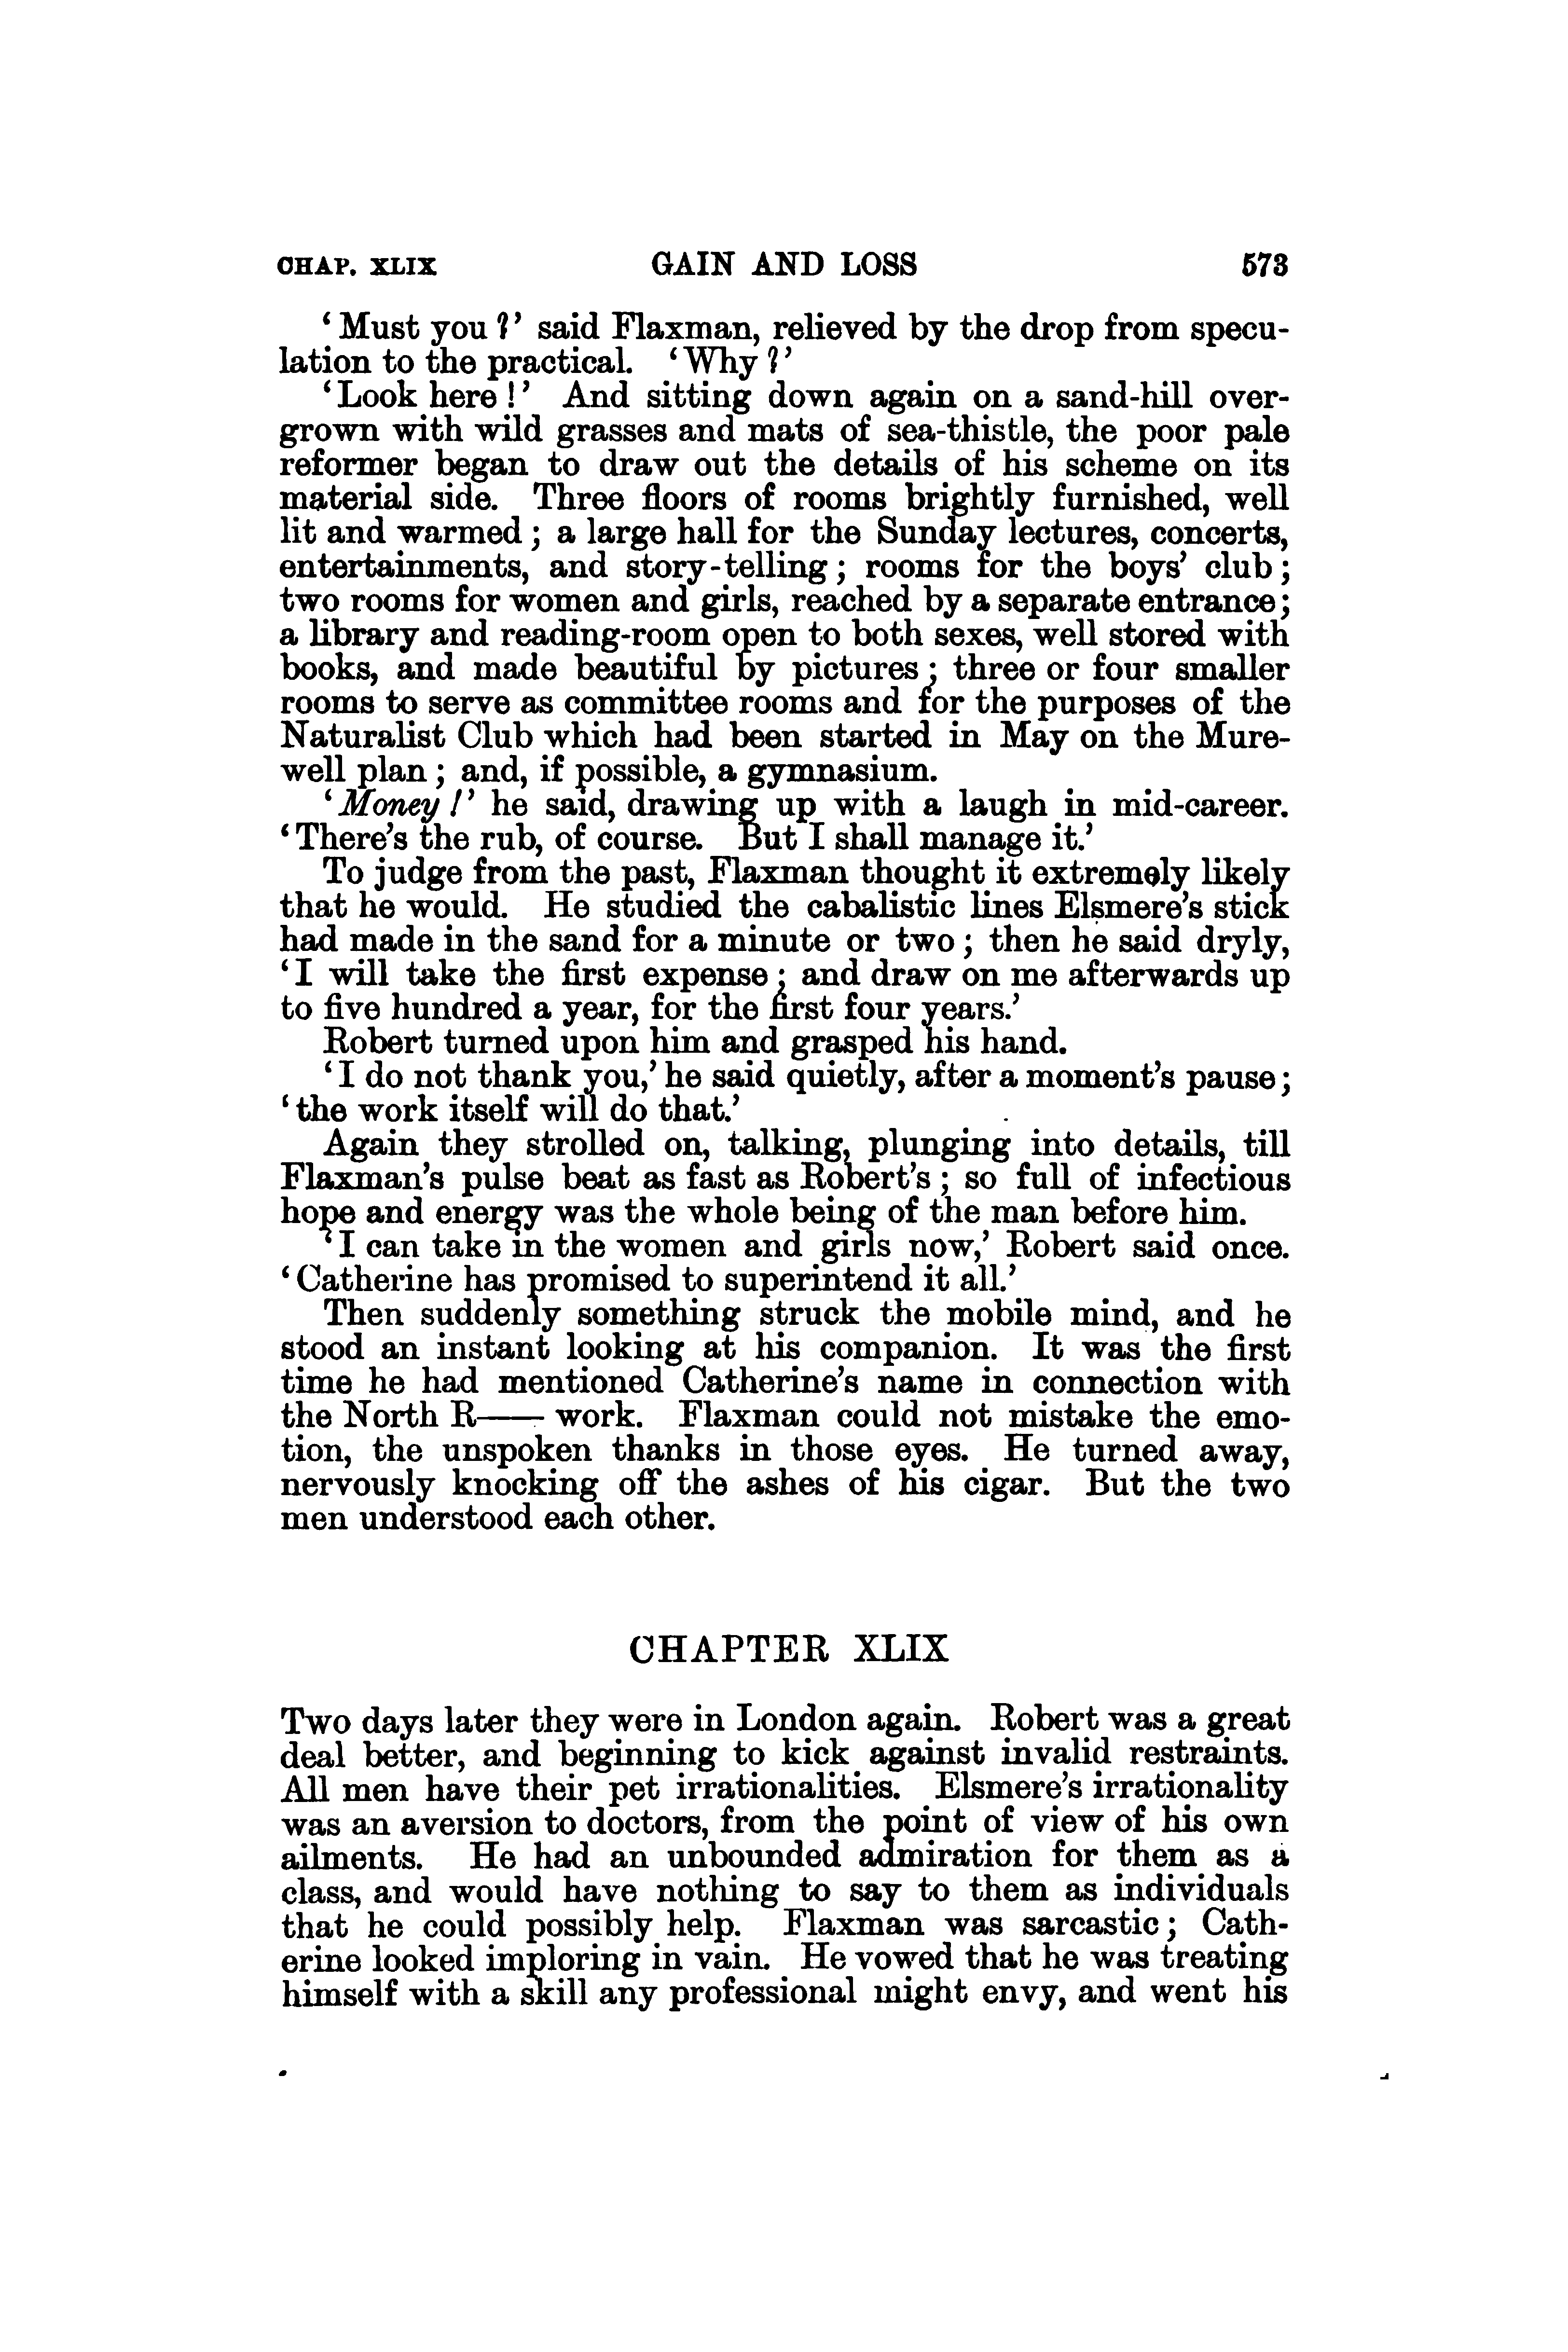 CHAP. XLIX GAIN AND LOSS 573
‘Must you?’ said Flaxman, relieved by the drop from specu-
lation to the practical. ‘Why?’
‘Look here!’ And sitting down again on a sand-hill over-
grown with wild grasses and mats of sea-thistle, the poor pale
reformer began to draw out the details of his scheme on its
material side. Three floors of rooms brightly furnished, well
lit and warmed; a large hall for the Sunday lectures, concerts,
entertainments, and story-telling; rooms for the boys’ club;
two rooms for women and girls, reached by a separate entrance;
a library and reading-room open to both sexes, well stored with
books, and made beautiful by pictures; three or four smaller
rooms to serve as committee rooms and for the purposes of the
Naturalist Club which had been started in May on the Mure-
well plan; and, if possible, a gymnasium.
‘Money!’ he said, drawing up with a laugh in mid-career.
‘There’s the rub, of course. But I shall manage it.’
To judge from the past, Flaxman thought it extremely likely
that he would. He studied the cabalistic lines Elsmere’s stick
had made in the sand for a minute or two; then he said dryly,
‘I will take the first expense; and draw on me afterwards up
to five hundred a year, for the first four years.’
Robert turned upon him and grasped his hand.
‘I do not thank you,’ he said quietly, after a moment’s pause;
‘the work itself will do that.’
Again they strolled on, talking, plunging into details, till
Flaxman’s pulse beat as fast as Robert’s; so full of infectious
hope and energy was the whole being of the man before him.
‘I can take in the women and girls now,’ Robert said once.
‘Catherine has promised to superintend it all.’
Then suddenly something struck the mobile mind, and he
stood an instant looking at his companion. It was the first
time he had mentioned Catherine’s name in connection with
the North R—— work. Flaxman could not mistake the emo-
tion, the unspoken thanks in those eyes. He turned away,
nervously knocking off the ashes of his cigar. But the two
men understood each other.
CHAPTER XLIX
Two days later they were in London again. Robert was a great
deal better, and beginning to kick against invalid restraints.
All men have their pet irrationalities. Elsmere’s irrationality
was an aversion to doctors, from the point of view of his own
ailments. He had an unbounded admiration for them as a
class, and would have nothing to say to them as individuals
that he could possibly help. Flaxman was sarcastic; Cath-
erine looked imploring in vain. He vowed that he was treating
himself with a skill any professional might envy, and went his